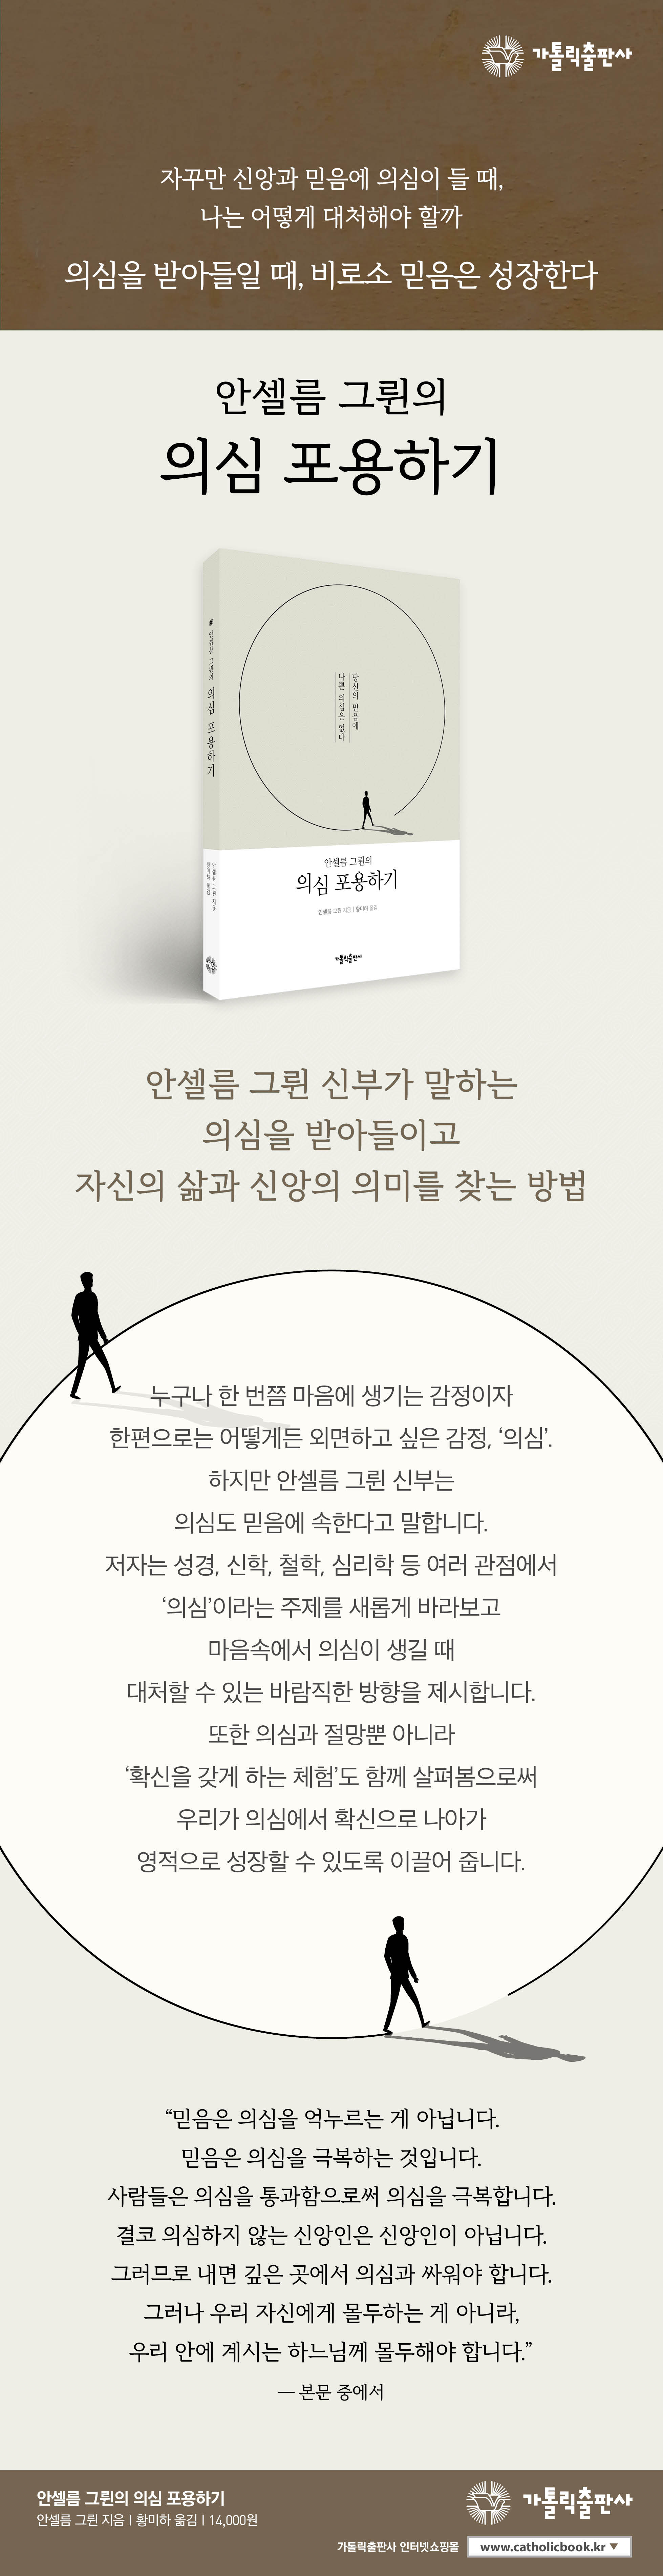 가톨릭출판사
자꾸만 신앙과 믿음에 의심이 들 때,
나는 어떻게 대처해야 할까
의심을 받아들일 때, 비로소 믿음은 성장한다
안셀름 그륀의
의심 포용하기
안셀름 그륀의 의심 포용하기
안셀름 그륀 지음
황미하 옮김
당신의 믿음에
나쁜 의심은 없다
안셀름 그륀의
의심 포용하기
안셀름 그륀 지음 | 황미하 옮김
가톨릭출판사
안셀름 그륀 신부가 말하는
의심을 받아들이고
자신의 삶과 신앙의 의미를 찾는 방법
누구나 한 번쯤 마음에 생기는 감정이자
한편으로는 어떻게든 외면하고 싶은 감정, ‘의심’.
하지만 안셀름 그륀 신부는
의심도 믿음에 속한다고 말합니다.
저자는 성경, 신학, 철학, 심리학 등 여러 관점에서
‘의심’이라는 주제를 새롭게 바라보고
마음속에서 의심이 생길 때
대처할 수 있는 바람직한 방향을 제시합니다.
또한 의심과 절망뿐 아니라
‘확신을 갖게 하는 체험’도 함께 살펴봄으로써
우리가 의심에서 확신으로 나아가
영적으로 성장할 수 있도록 이끌어 줍니다.
“믿음은 의심을 억누르는 게 아닙니다.
믿음은 의심을 극복하는 것입니다.
사람들은 의심을 통과함으로써 의심을 극복합니다.
결코 의심하지 않는 신앙인은 신앙인이 아닙니다.
그러므로 내면 깊은 곳에서 의심과 싸워야 합니다.
그러나 우리 자신에게 몰두하는 게 아니라,
우리 안에 계시는 하느님께 몰두해야 합니다.”
— 본문 중에서
안셀름 그륀의 의심 포용하기
안셀름 그륀 지음 | 황미하 옮김 | 14,000원
가톨릭출판사
가톨릭출판사 인터넷쇼핑몰 www.catholicbook.kr ▼